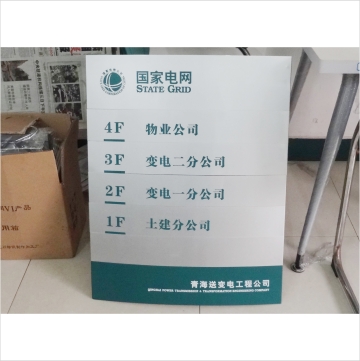 国家电网
STATE GRID
4F 物业公司
3F 变电二分公司
2F 变电一分公司
1F 土建分公司
青海送变电工程公司